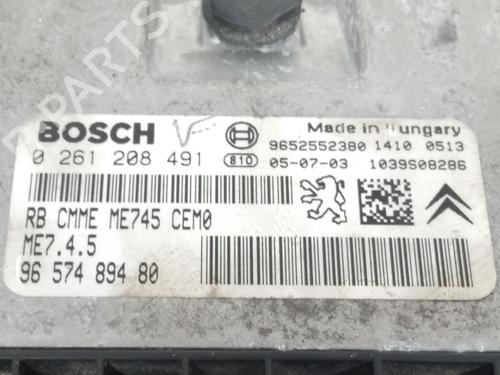 PARTS
BOSCH
Made in Hungary
0 261 208 491
810
9652552380 1410 0513
05-07-03 1039S08286
RB CMME ME745 CEM0
ME7.4.5
96 574 894 80